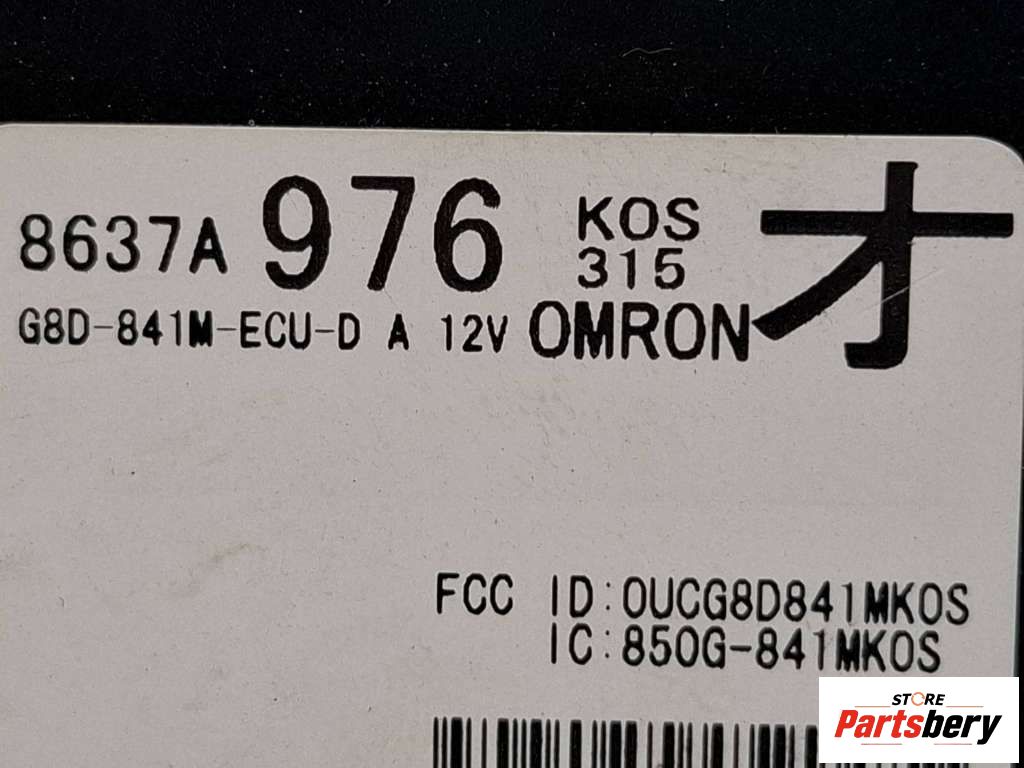 8637A 976 KOS 315 オ
G8D-841M-ECU-D A 12V OMRON
FCC ID:OUCG8D841MKOS
IC:850G-841MKOS
STORE
Partsbery